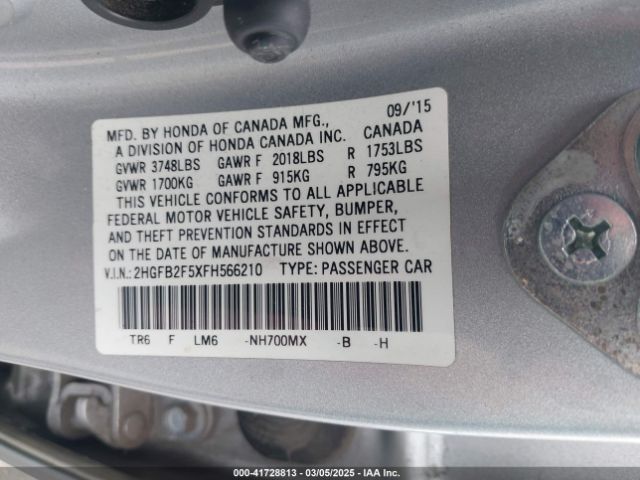 09/'15
MFD. BY HONDA OF CANADA MFG.,
A DIVISION OF HONDA CANADA INC. CANADA
GVWR 3748LBS GAWR F 2018LBS R 1753LBS
GVWR 1700KG GAWR F 915KG R 795KG
THIS VEHICLE CONFORMS TO ALL APPLICABLE
FEDERAL MOTOR VEHICLE SAFETY, BUMPER,
AND THEFT PREVENTION STANDARDS IN EFFECT
ON THE DATE OF MANUFACTURE SHOWN ABOVE.
V.I.N.:2HGFB2F5XFH566210 TYPE: PASSENGER CAR
TR6 F LM6 -NH700MX -B -H
000-41728813 - 03/05/2025 - IAA Inc.